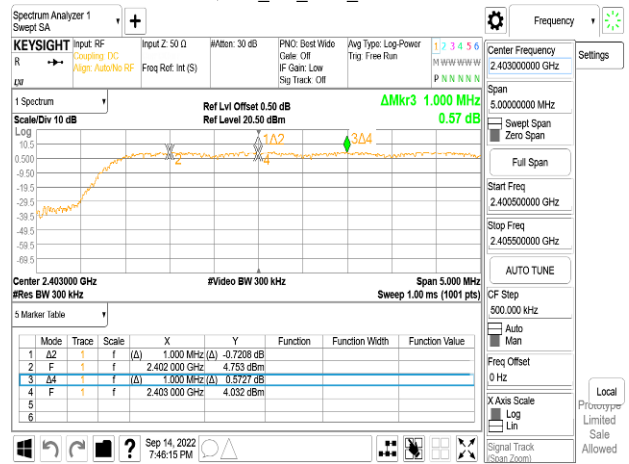 Spectrum Analyzer 1
Swept SA
Frequency
KEYSIGHT
R
Input: RF
Coupling: DC
Align: Auto/No RF
Input Z: 50 Ω
Freq Ref: Int (S)
#Atten: 30 dB
PNO: Best Wide
Gate: Off
IF Gain: Low
Sig Track: Off
Avg Type: Log-Power
Trig: Free Run
1 2 3 4 5 6
M W W W W W
P N N N N N
Center Frequency
2.403000000 GHz
Settings
Span
5.00000000 MHz
Swept Span
Zero Span
Full Span
Start Freq
2.400500000 GHz
Stop Freq
2.405500000 GHz
AUTO TUNE
CF Step
500.000 kHz
Auto
Man
Freq Offset
0 Hz
X Axis Scale
Log
Lin
Signal Track
(Span Zoom)
Local
Prototype
Limited
Sale
Allowed
1 Spectrum
Scale/Div 10 dB
Ref Lvl Offset 0.50 dB
Ref Level 20.50 dBm
ΔMkr3 1.000 MHz
0.57 dB
Log
10.5
0.500
-9.50
-19.5
-29.5
-39.5
-49.5
-59.5
-69.5
1Δ2
2
3Δ4
4
Center 2.403000 GHz
#Res BW 300 kHz
#Video BW 300 kHz
Span 5.000 MHz
Sweep 1.00 ms (1001 pts)
5 Marker Table
Mode Trace Scale X Y Function Function Width Function Value
1 Δ2 1 f (Δ) 1.000 MHz (Δ) -0.7208 dB
2 F 1 f 2.402 000 GHz 4.753 dBm
3 Δ4 1 f (Δ) 1.000 MHz (Δ) 0.5727 dB
4 F 1 f 2.403 000 GHz 4.032 dBm
5
6
Sep 14, 2022
7:46:15 PM